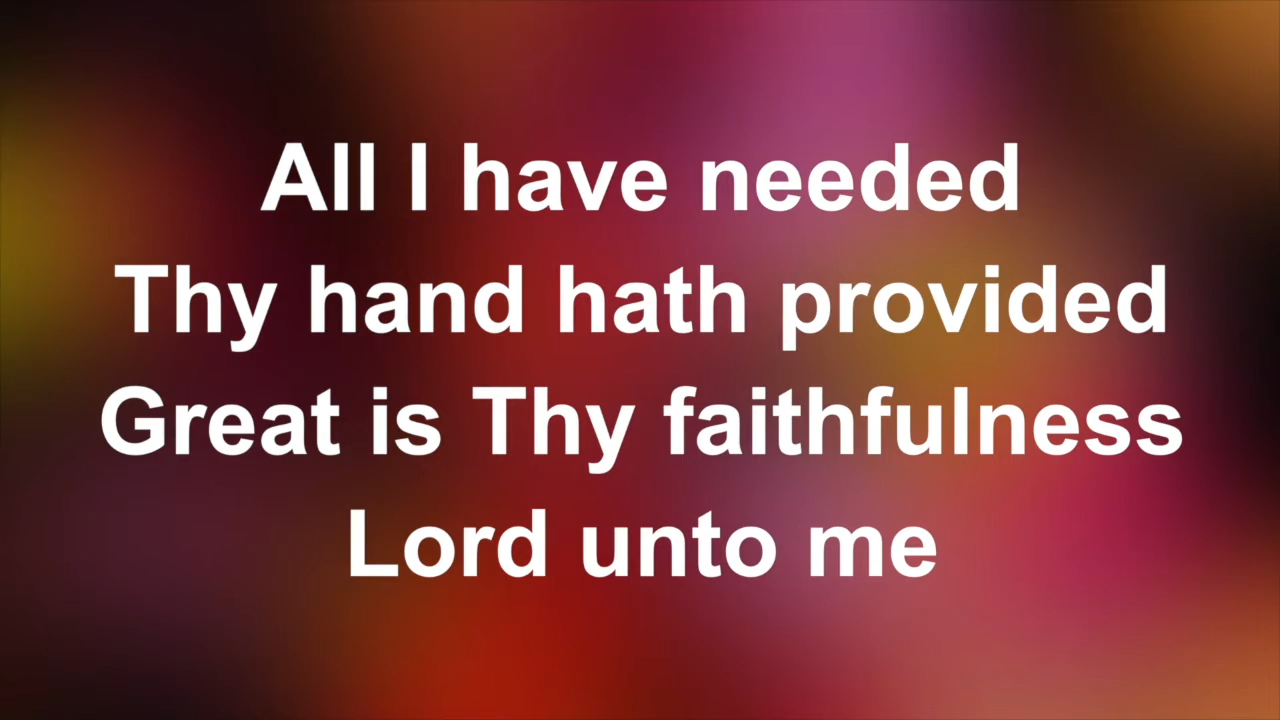 All I have needed
Thy hand hath provided
Great is Thy faithfulness
Lord unto me